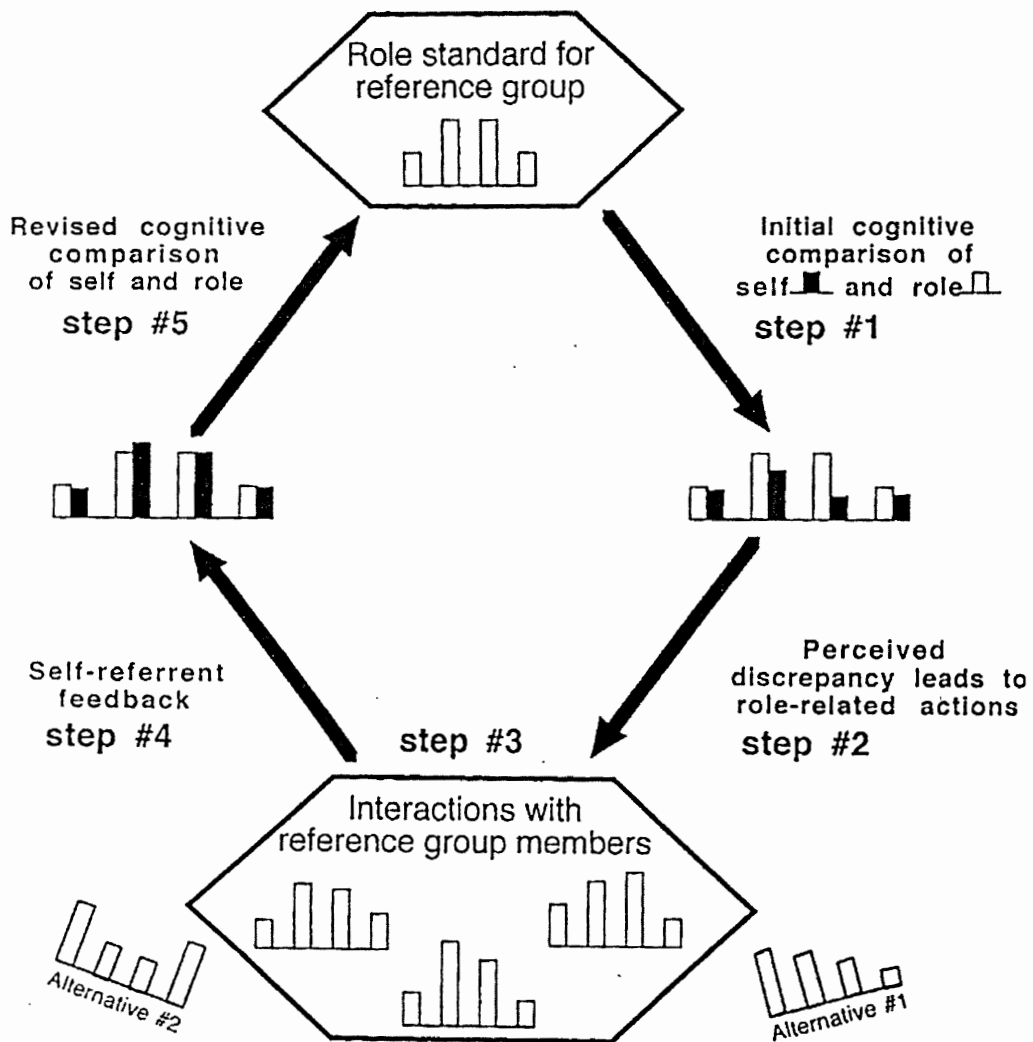 Role standard for
reference group
Revised cognitive
comparison
of self and role
step #5
Initial cognitive
comparison of
self and role
step #1
Self-referrent
feedback
step #4
Perceived
discrepancy leads to
role-related actions
step #2
step #3
Interactions with
reference group members
Alternative #2
Alternative #1